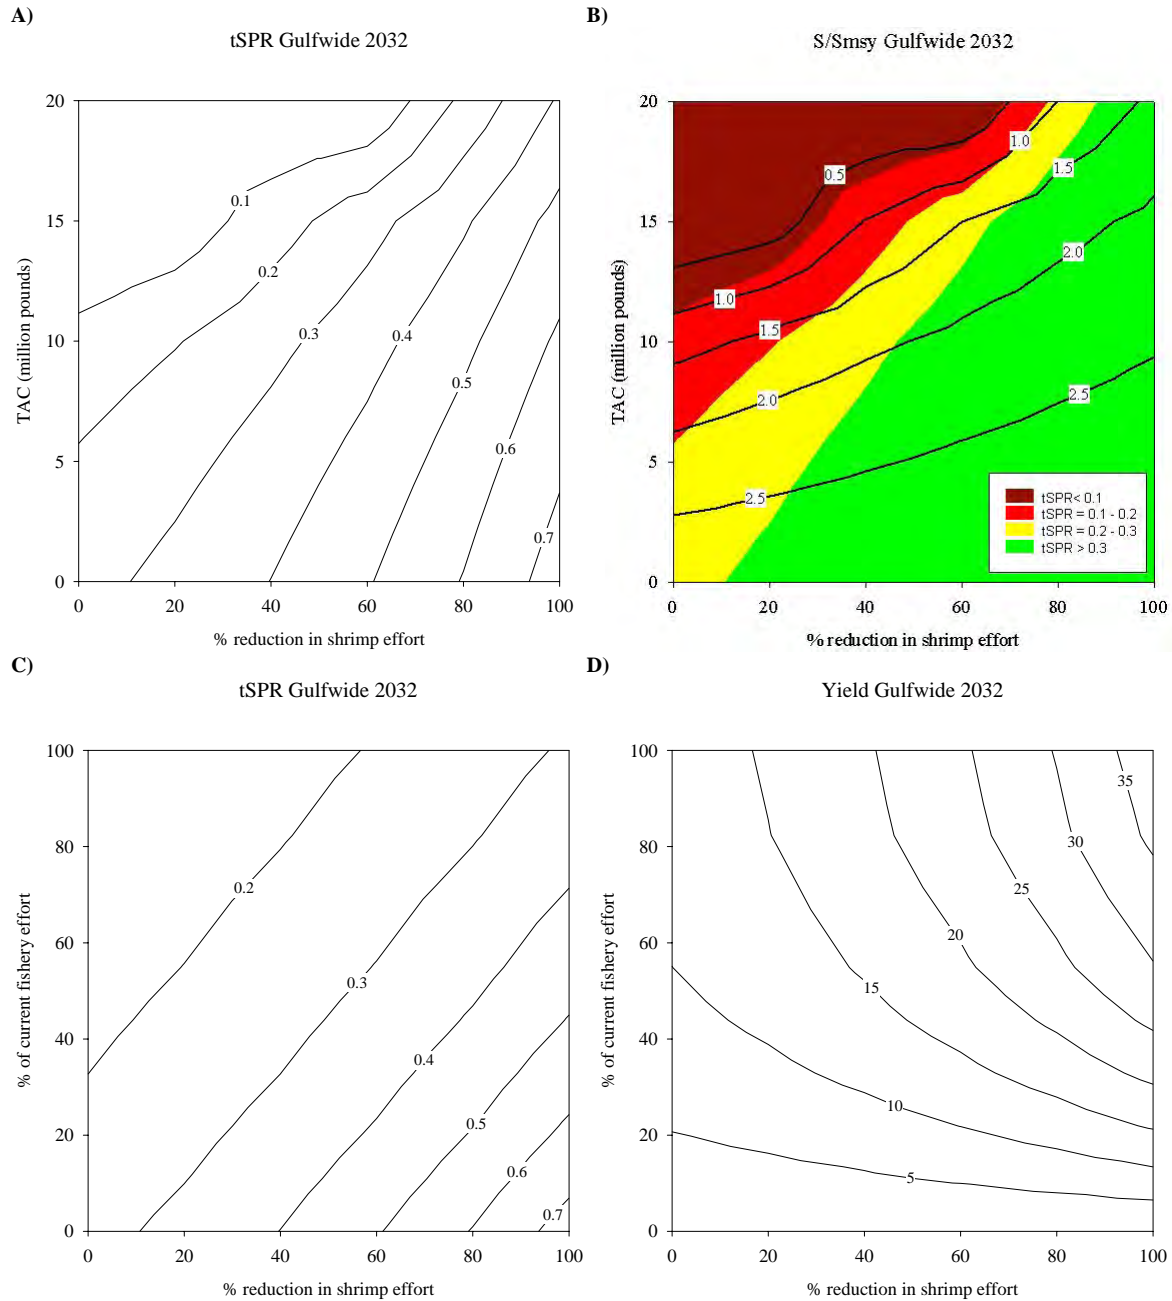 A)
tSPR Gulfwide 2032
20
15
10
5
0
TAC (million pounds)
0.1
0.2
0.3
0.4
0.5
0.6
0.7
0 20 40 60 80 100
% reduction in shrimp effort
B)
S/Smsy Gulfwide 2032
20
15
10
5
0
TAC (million pounds)
0.5
1.0
1.5
2.0
1.0
1.5
2.0
2.5
2.5
tSPR< 0.1
tSPR = 0.1 - 0.2
tSPR = 0.2 - 0.3
tSPR > 0.3
0 20 40 60 80 100
% reduction in shrimp effort
C)
tSPR Gulfwide 2032
100
80
60
40
20
0
% of current fishery effort
0.2
0.3
0.4
0.5
0.6
0.7
0 20 40 60 80 100
% reduction in shrimp effort
D)
Yield Gulfwide 2032
100
80
60
40
20
0
% of current fishery effort
35
30
25
20
15
10
5
0 20 40 60 80 100
% reduction in shrimp effort